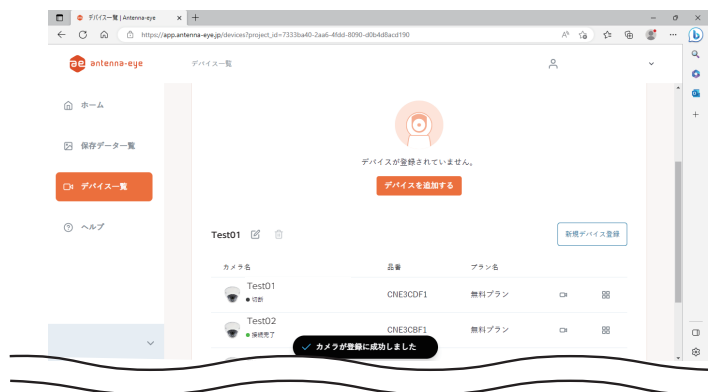 デバイス一覧 | Antenna-eye
https://app.antenna-eye.jp/devices?project_id=7333ba40-2aa6-4fdd-8090-d0b4d8acd190
ae antenna-eye
デバイス一覧
ホーム
保存データ一覧
デバイス一覧
ヘルプ
デバイスが登録されていません。
デバイスを追加する
Test01
新規デバイス登録
カメラ名 品番 プラン名
Test01
切断
CNE3CDF1 無料プラン
Test02
接続完了
CNE3CBF1 無料プラン
カメラが登録に成功しました